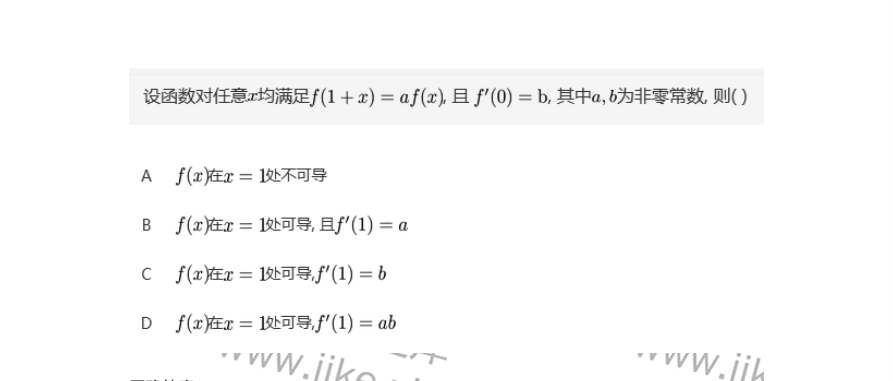 设函数对任意x均满足f(1 + x) = af(x), 且 f′(0) = b, 其中a, b为非零常数, 则( )
A f(x)在x = 1处不可导
B f(x)在x = 1处可导, 且f′(1) = a
C f(x)在x = 1处可导,f′(1) = b
D f(x)在x = 1处可导,f′(1) = ab